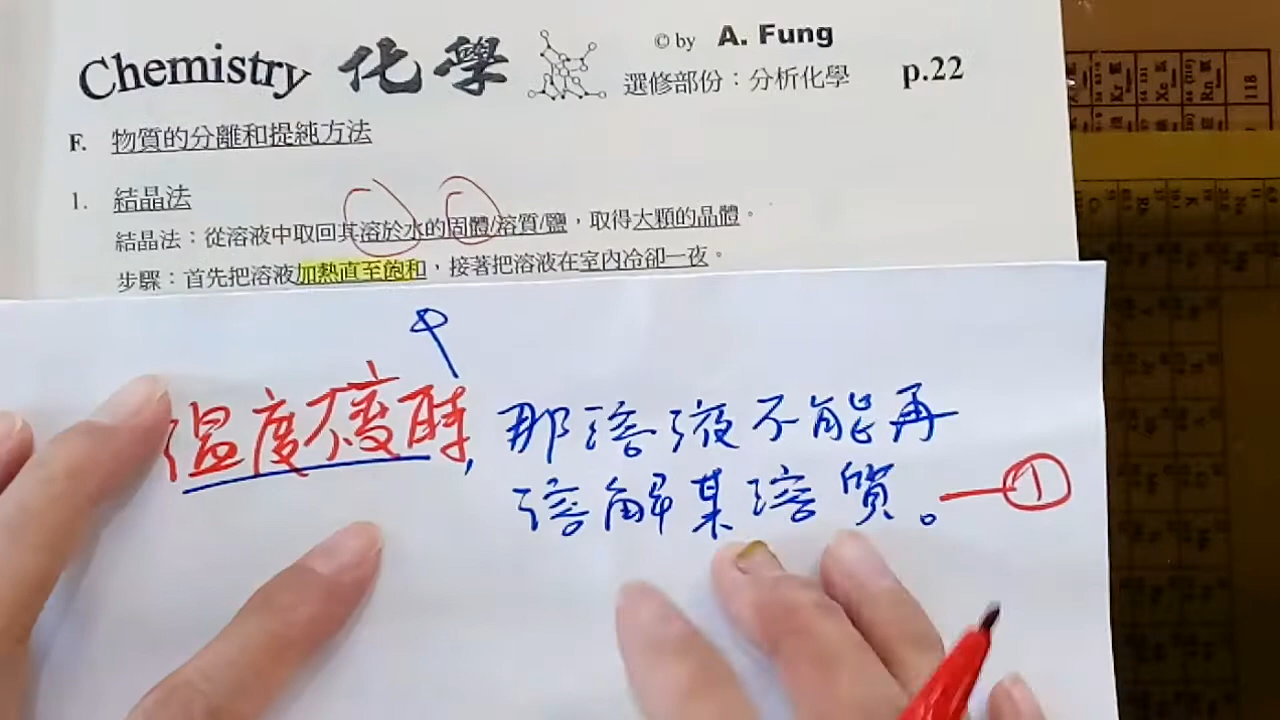 Chemistry 化學
© by A. Fung
選修部份：分析化學 p.22
F. 物質的分離和提純方法
1. 結晶法
結晶法：從溶液中取回其溶於水的固體/溶質/鹽，取得大顆的晶體。
步驟：首先把溶液加熱直至飽和，接著把溶液在室內冷卻一夜。
溫度不變時，那溶液不能再
溶解某溶質。 ①
118